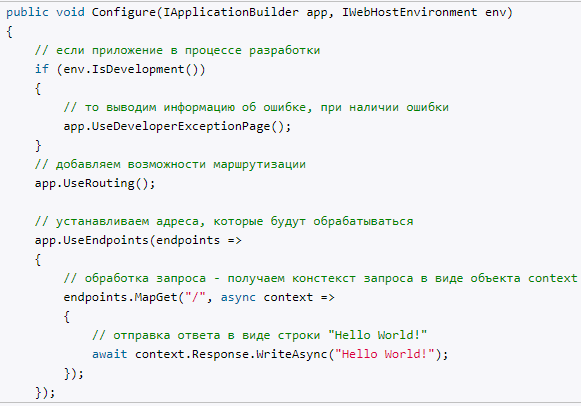 public void Configure(IApplicationBuilder app, IWebHostEnvironment env)
{
    // если приложение в процессе разработки
    if (env.IsDevelopment())
    {
        // то выводим информацию об ошибке, при наличии ошибки
        app.UseDeveloperExceptionPage();
    }
    // добавляем возможности маршрутизации
    app.UseRouting();

    // устанавливаем адреса, которые будут обрабатываться
    app.UseEndpoints(endpoints =>
    {
        // обработка запроса - получаем констекст запроса в виде объекта context
        endpoints.MapGet("/", async context =>
        {
            // отправка ответа в виде строки "Hello World!"
            await context.Response.WriteAsync("Hello World!");
        });
    });